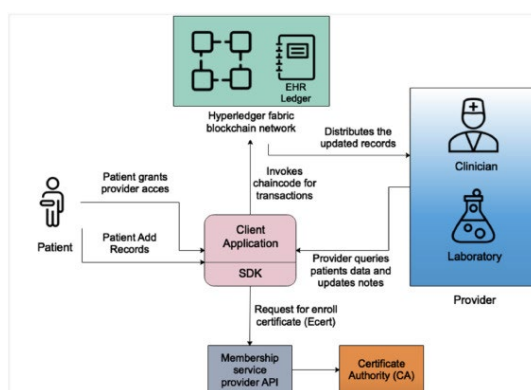 EHR
Ledger
Hyperledger fabric
blockchain network
Distributes the
updated records
Clinician
Invokes
chaincode for
transactions
Patient grants
provider acces
Patient
Patient Add
Records
Client
Application
SDK
Provider queries
patients data and
updates notes
Laboratory
Provider
Request for enroll
certificate (Ecert)
Membership
service
provider API
Certificate
Authority (CA)